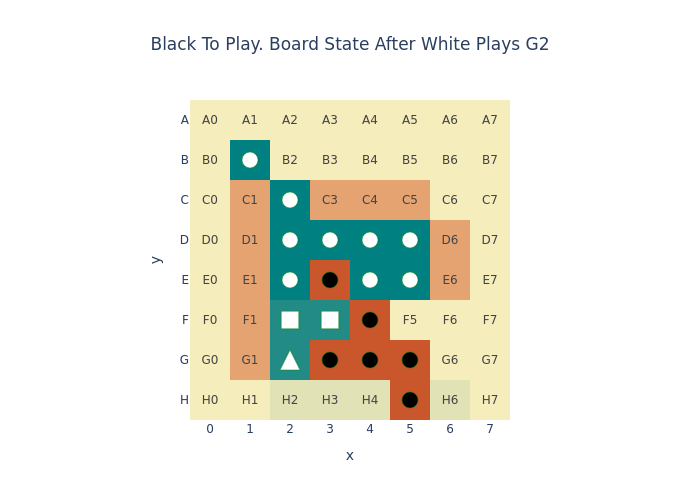 Black To Play. Board State After White Plays G2
A A0 A1 A2 A3 A4 A5 A6 A7
B B0 B2 B3 B4 B5 B6 B7
C C0 C1 C3 C4 C5 C6 C7
D D0 D1 D6 D7
E E0 E1 E6 E7
F F0 F1 F5 F6 F7
G G0 G1 G6 G7
H H0 H1 H2 H3 H4 H6 H7
0 1 2 3 4 5 6 7
x
y